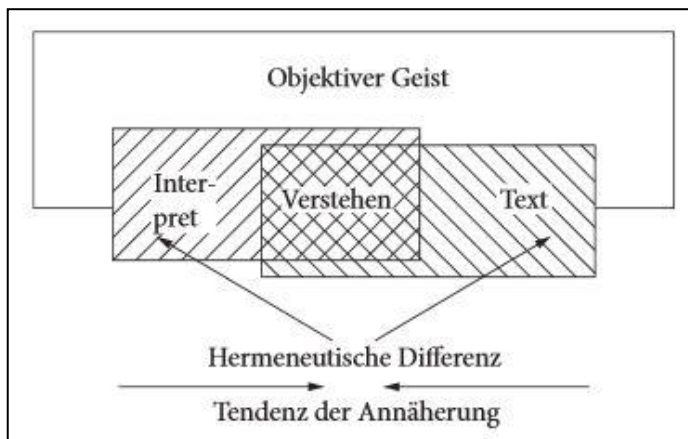 Objektiver Geist
Inter-
pret
Verstehen
Text
Hermeneutische Differenz
Tendenz der Annäherung